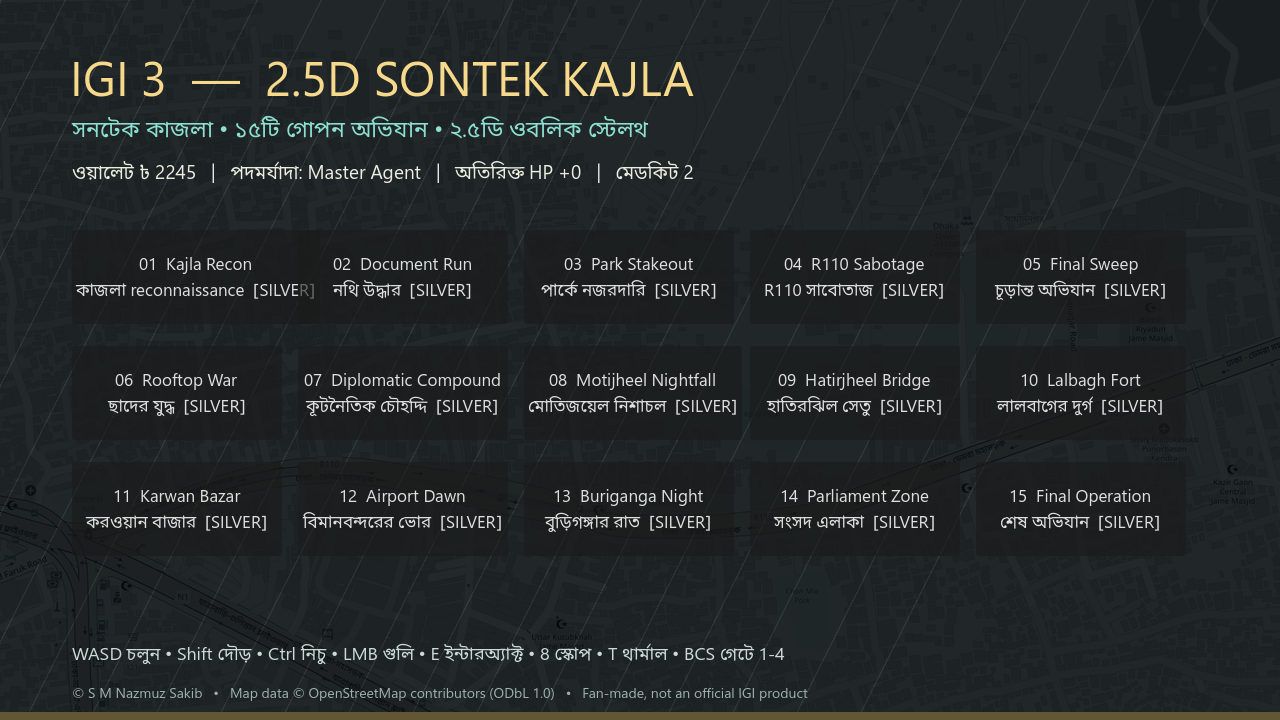 IGI 3 — 2.5D SONTEK KAJLA
সনটেক কাজলা • ১৫টি গোপন অভিযান • ২.৫ডি ওবলিক স্টেলথ
ওয়ালেট ৳ 2245 | পদমর্যাদা: Master Agent | অতিরিক্ত HP +0 | মেডকিট 2
01 Kajla Recon
কাজলা reconnaissance [SILVER]
02 Document Run
নথি উদ্ধার [SILVER]
03 Park Stakeout
পার্কে নজরদারি [SILVER]
04 R110 Sabotage
R110 সাবোতাজ [SILVER]
05 Final Sweep
চূড়ান্ত অভিযান [SILVER]
06 Rooftop War
ছাদের যুদ্ধ [SILVER]
07 Diplomatic Compound
কূটনৈতিক চৌহদ্দি [SILVER]
08 Motijheel Nightfall
মোতিজয়েল নিশাচল [SILVER]
09 Hatirjheel Bridge
হাতিরঝিল সেতু [SILVER]
10 Lalbagh Fort
লালবাগের দুর্গ [SILVER]
11 Karwan Bazar
করওয়ান বাজার [SILVER]
12 Airport Dawn
বিমানবন্দরের ভোর [SILVER]
13 Buriganga Night
বুড়িগঙ্গার রাত [SILVER]
14 Parliament Zone
সংসদ এলাকা [SILVER]
15 Final Operation
শেষ অভিযান [SILVER]
WASD চলুন • Shift দৌড় • Ctrl নিচু • LMB গুলি • E ইন্টারঅ্যাক্ট • 8 স্কোপ • T থার্মাল • BCS গেটে 1-4
© S M Nazmuz Sakib • Map data © OpenStreetMap contributors (ODbL 1.0) • Fan-made, not an official IGI product